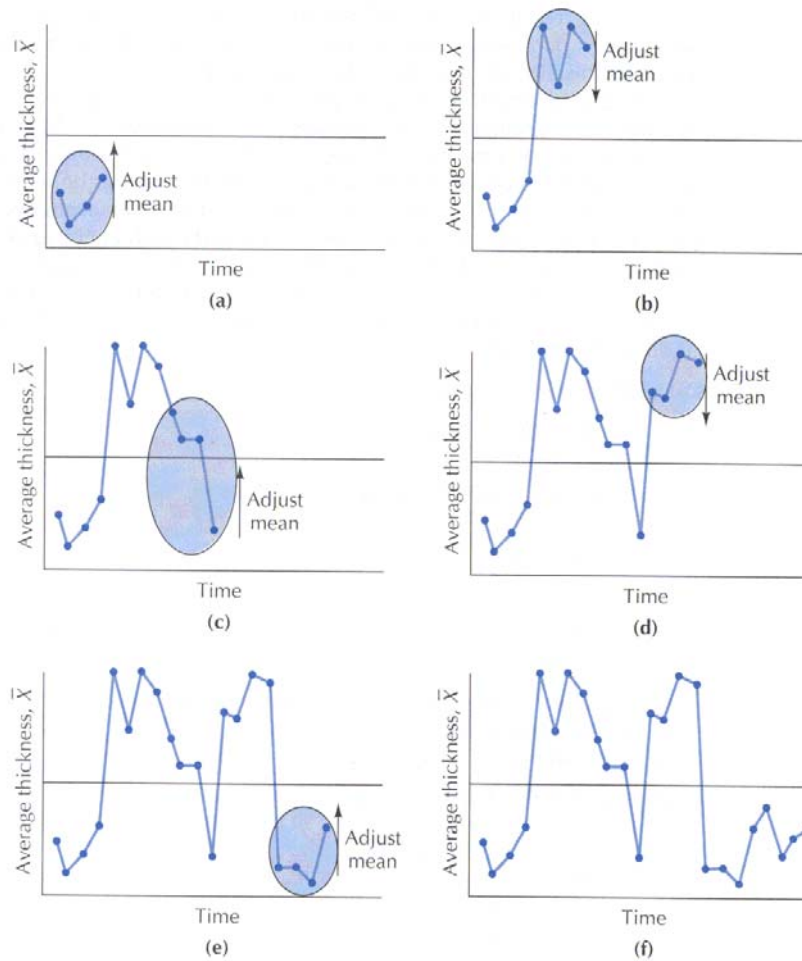 Average thickness, X̄
Adjust
mean
Time
(a)
Average thickness, X̄
Adjust
mean
Time
(b)
Average thickness, X̄
Adjust
mean
Time
(c)
Average thickness, X̄
Adjust
mean
Time
(d)
Average thickness, X̄
Adjust
mean
Time
(e)
Average thickness, X̄
Time
(f)